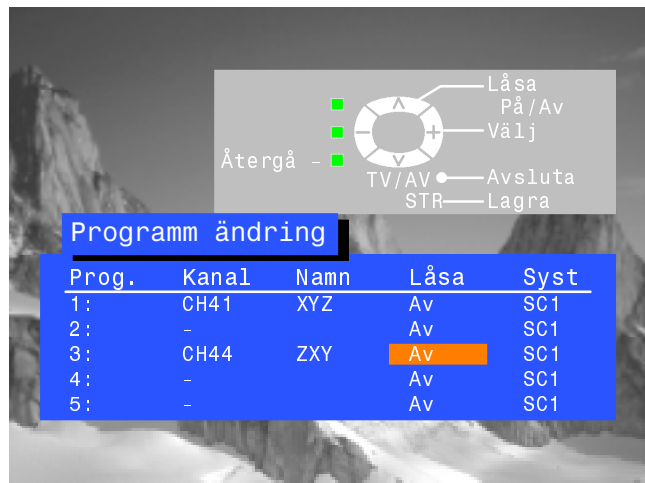 Låsa
På/Av
Välj
Återgå -
TV/AV Avsluta
STR Lagra
Programm ändring
Prog. Kanal Namn Låsa Syst
1: CH41 XYZ Av SC1
2: - Av SC1
3: CH44 ZXY Av SC1
4: - Av SC1
5: - Av SC1